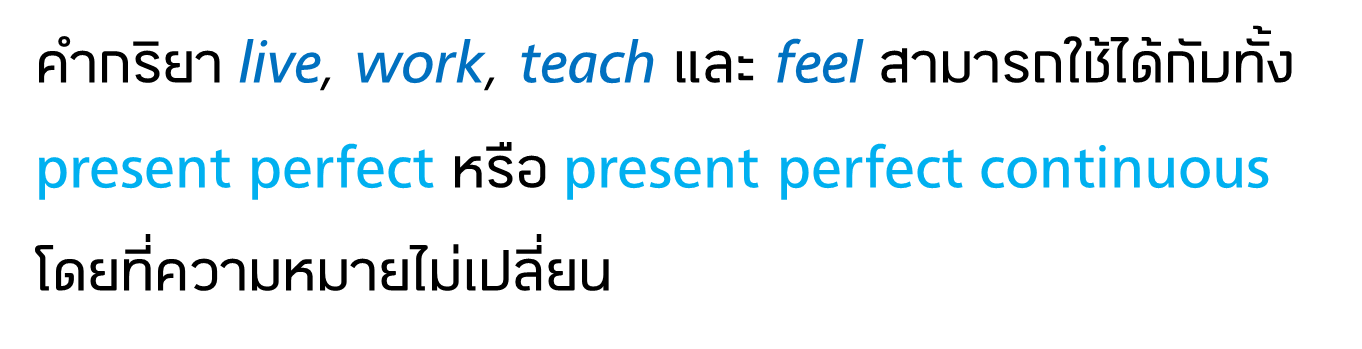 คำกริยา live, work, teach และ feel สามารถใช้ได้กับทั้ง
present perfect หรือ present perfect continuous
โดยที่ความหมายไม่เปลี่ยน